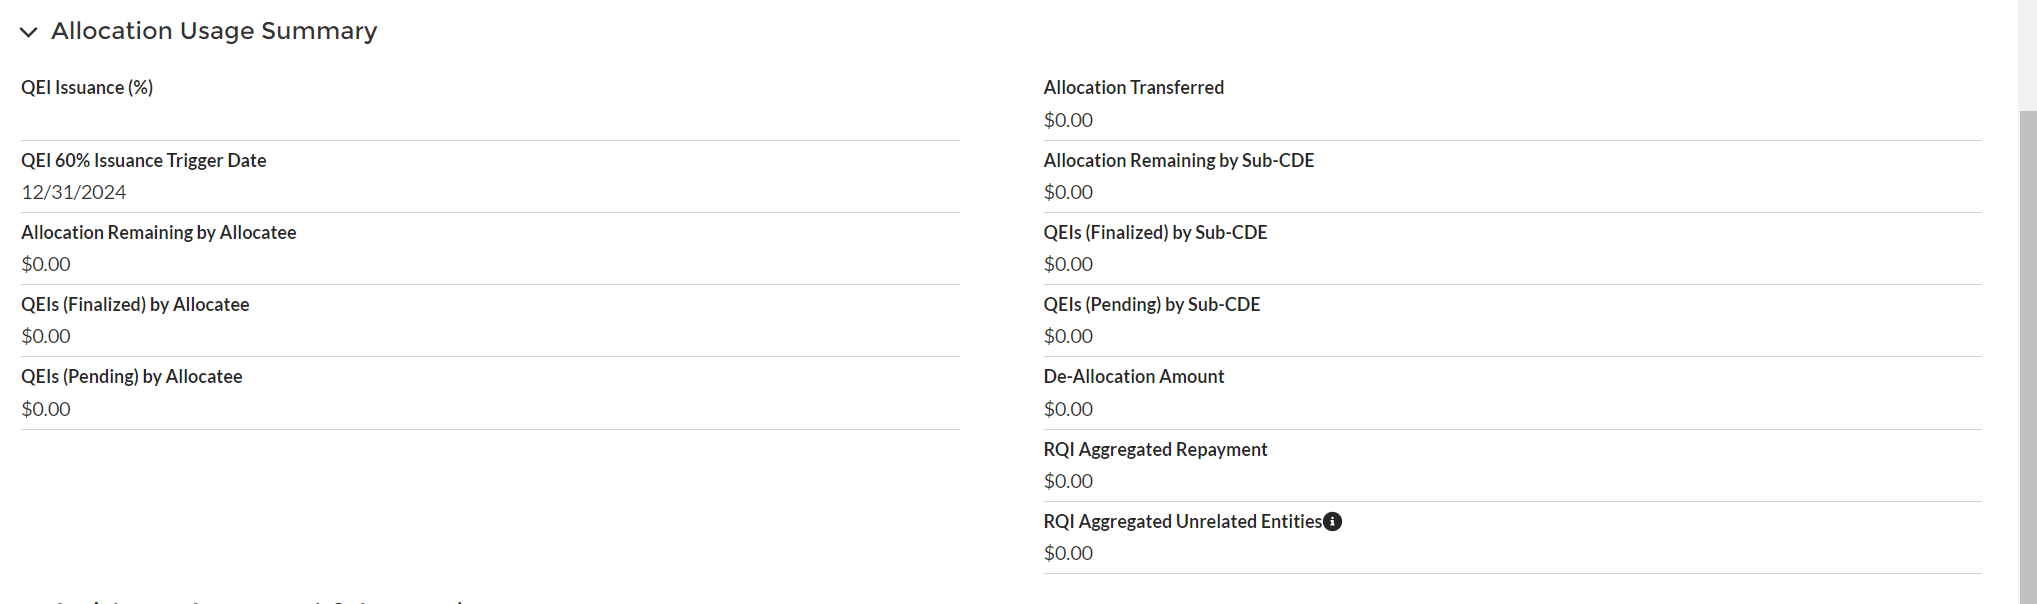 Allocation Usage Summary
QEI Issuance (%)
QEI 60% Issuance Trigger Date
12/31/2024
Allocation Remaining by Allocatee
$0.00
QEIs (Finalized) by Allocatee
$0.00
QEIs (Pending) by Allocatee
$0.00
Allocation Transferred
$0.00
Allocation Remaining by Sub-CDE
$0.00
QEIs (Finalized) by Sub-CDE
$0.00
QEIs (Pending) by Sub-CDE
$0.00
De-Allocation Amount
$0.00
RQI Aggregated Repayment
$0.00
RQI Aggregated Unrelated Entities
$0.00